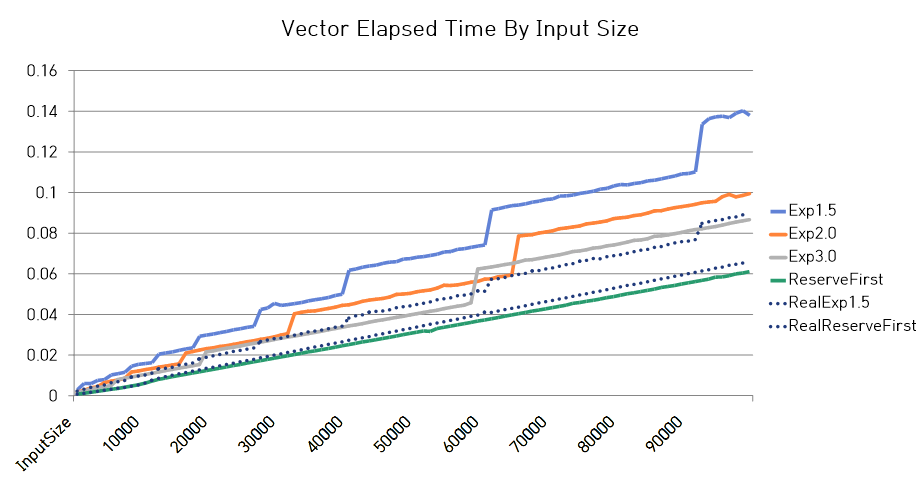 Vector Elapsed Time By Input Size
0.16
0.14
0.12
0.1
0.08
0.06
0.04
0.02
0
InputSize
10000
20000
30000
40000
50000
60000
70000
80000
90000
Exp1.5
Exp2.0
Exp3.0
ReserveFirst
RealExp1.5
RealReserveFirst